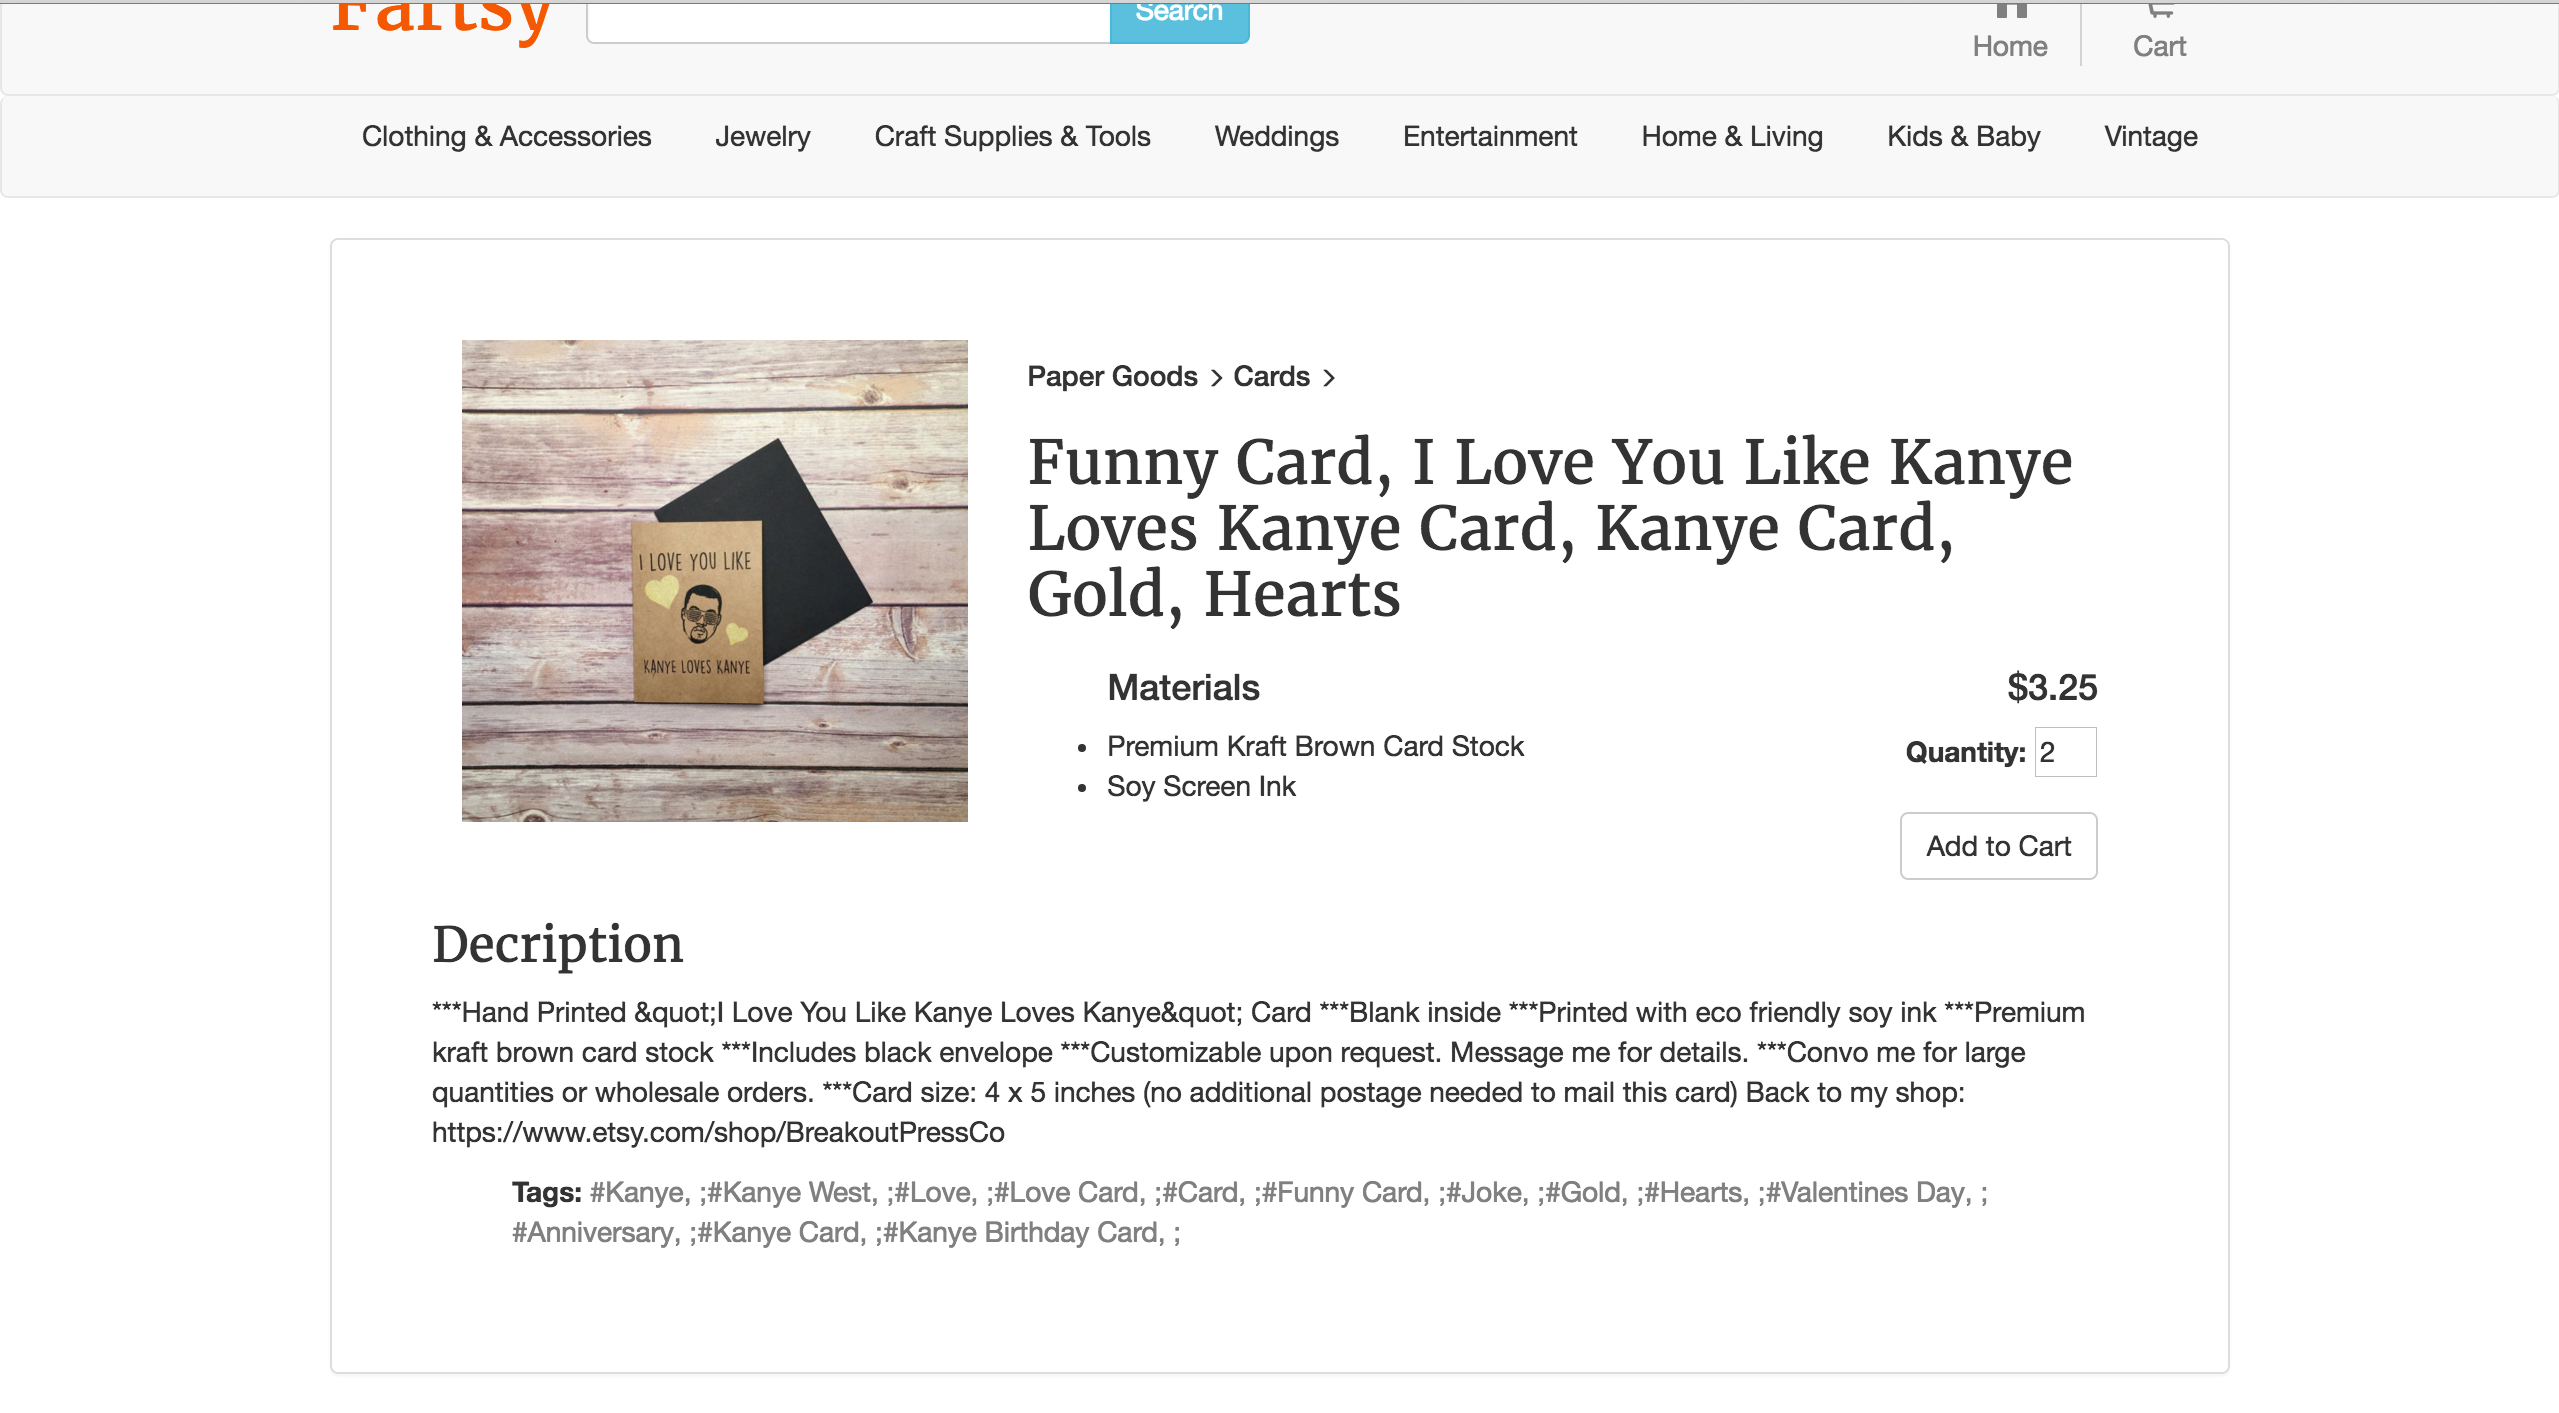 Fartsy
Search
Home
Cart
Clothing & Accessories
Jewelry
Craft Supplies & Tools
Weddings
Entertainment
Home & Living
Kids & Baby
Vintage
I LOVE YOU LIKE
KANYE LOVES KANYE
Paper Goods > Cards >
Funny Card, I Love You Like Kanye
Loves Kanye Card, Kanye Card,
Gold, Hearts
Materials
• Premium Kraft Brown Card Stock
• Soy Screen Ink
$3.25
Quantity: 2
Add to Cart
Decription
***Hand Printed &quot;I Love You Like Kanye Loves Kanye&quot; Card ***Blank inside ***Printed with eco friendly soy ink ***Premium
kraft brown card stock ***Includes black envelope ***Customizable upon request. Message me for details. ***Convo me for large
quantities or wholesale orders. ***Card size: 4 x 5 inches (no additional postage needed to mail this card) Back to my shop:
https://www.etsy.com/shop/BreakoutPressCo
Tags: #Kanye, ;#Kanye West, ;#Love, ;#Love Card, ;#Card, ;#Funny Card, ;#Joke, ;#Gold, ;#Hearts, ;#Valentines Day, ;
#Anniversary, ;#Kanye Card, ;#Kanye Birthday Card, ;